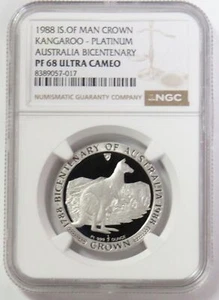 1988 IS.OF MAN CROWN
KANGAROO - PLATINUM
AUSTRALIA BICENTENARY
PF 68 ULTRA CAMEO
8389057-017
NUMISMATIC GUARANTY COMPANY
NGC
1788 BICENTENARY OF AUSTRALIA 1988
CROWN